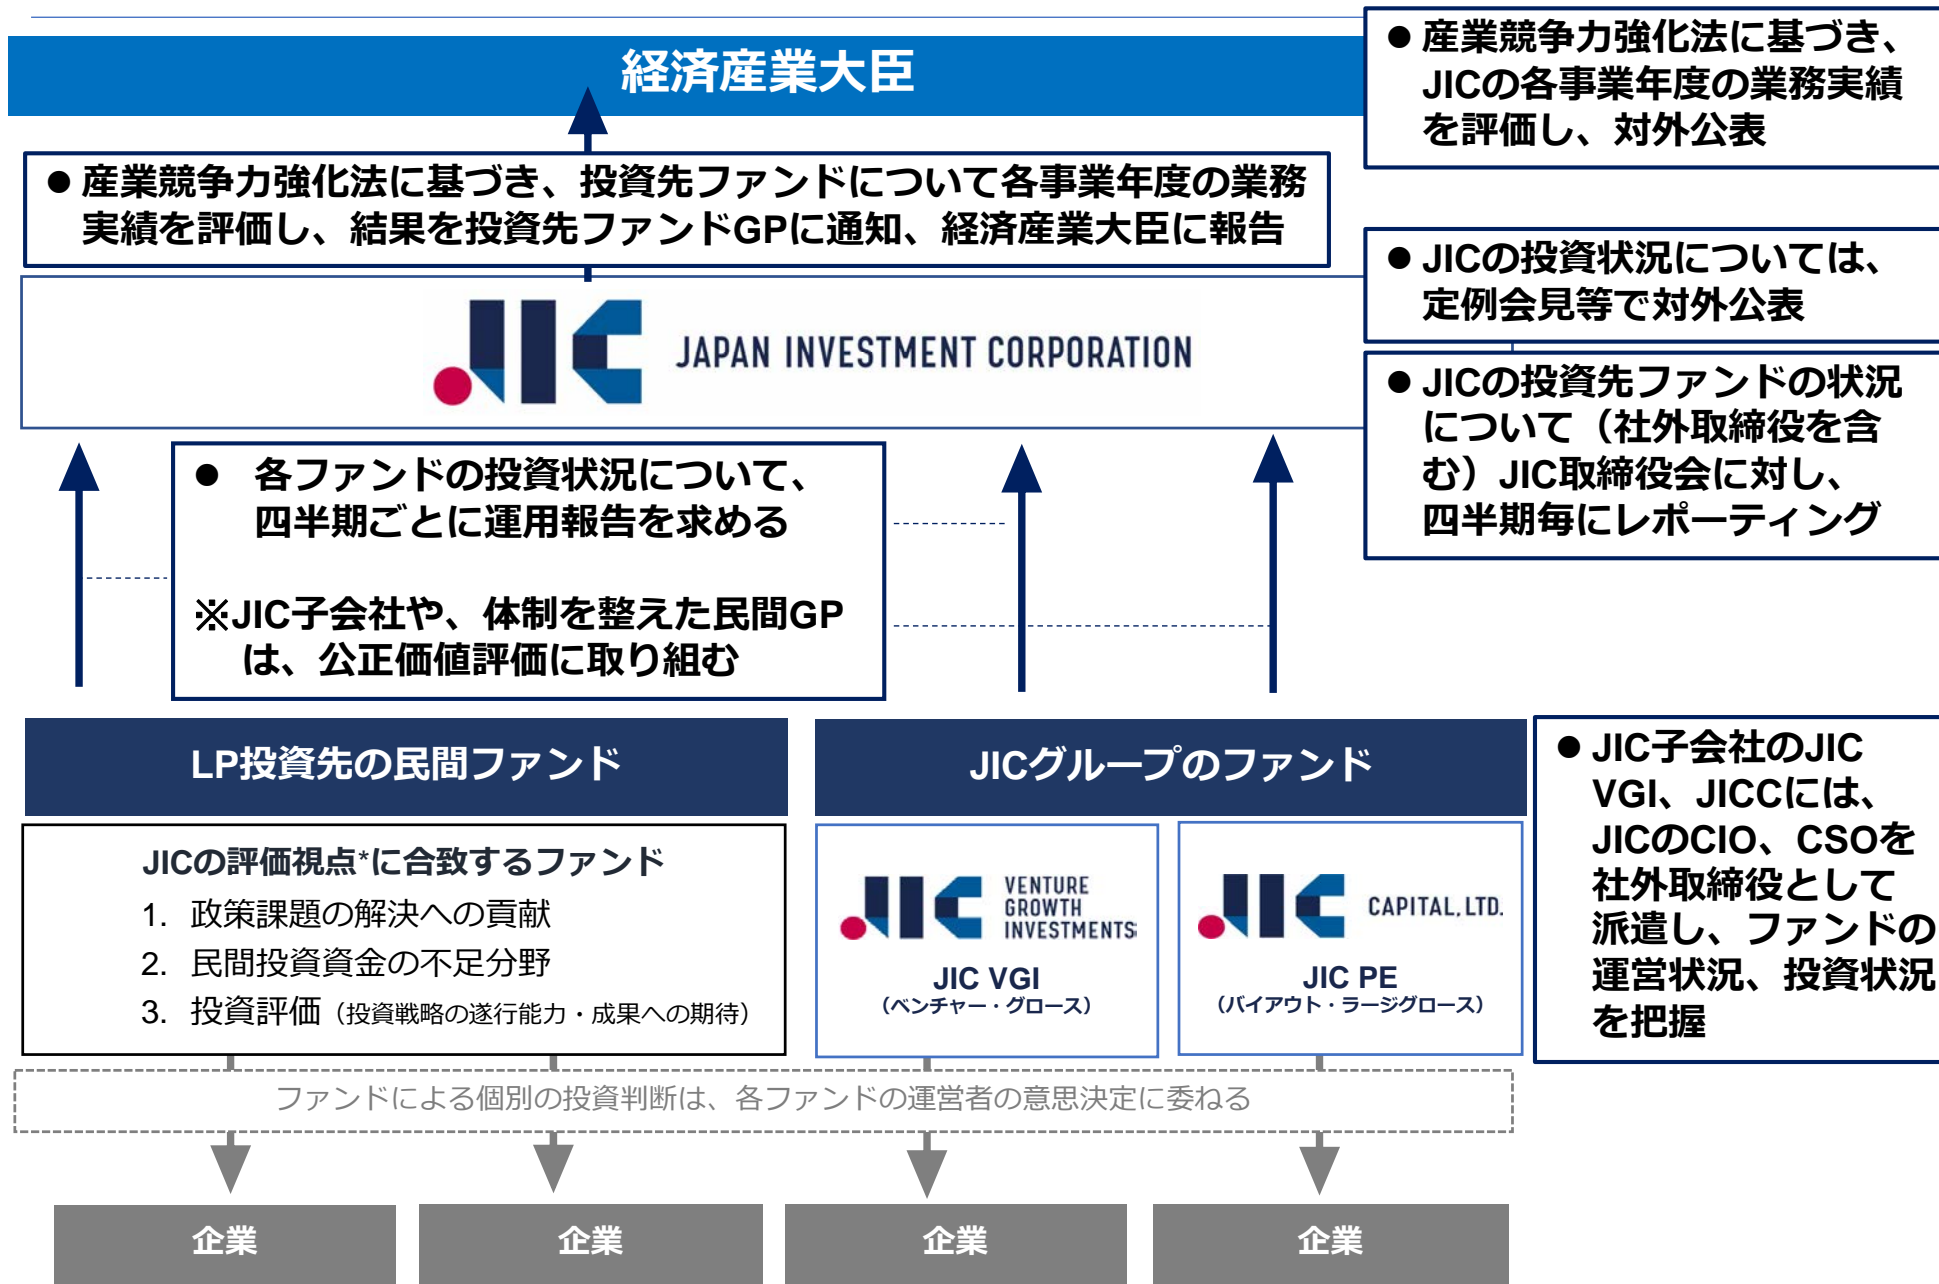 経済産業大臣
● 産業競争力強化法に基づき、
JICの各事業年度の業務実績
を評価し、対外公表
● 産業競争力強化法に基づき、投資先ファンドについて各事業年度の業務
実績を評価し、結果を投資先ファンドGPに通知、経済産業大臣に報告
● JICの投資状況については、
定例会見等で対外公表
JIC JAPAN INVESTMENT CORPORATION
● JICの投資先ファンドの状況
について（社外取締役を含
む）JIC取締役会に対し、
四半期毎にレポーティング
● 各ファンドの投資状況について、
四半期ごとに運用報告を求める
※JIC子会社や、体制を整えた民間GP
は、公正価値評価に取り組む
LP投資先の民間ファンド
JICの評価視点*に合致するファンド
1. 政策課題の解決への貢献
2. 民間投資資金の不足分野
3. 投資評価（投資戦略の遂行能力・成果への期待）
JICグループのファンド
JIC VENTURE
GROWTH
INVESTMENTS
JIC VGI
（ベンチャー・グロース）
JIC CAPITAL, LTD.
JIC PE
（バイアウト・ラージグロース）
● JIC子会社のJIC
VGI、JICCには、
JICのCIO、CSOを
社外取締役として
派遣し、ファンドの
運営状況、投資状況
を把握
ファンドによる個別の投資判断は、各ファンドの運営者の意思決定に委ねる
企業
企業
企業
企業